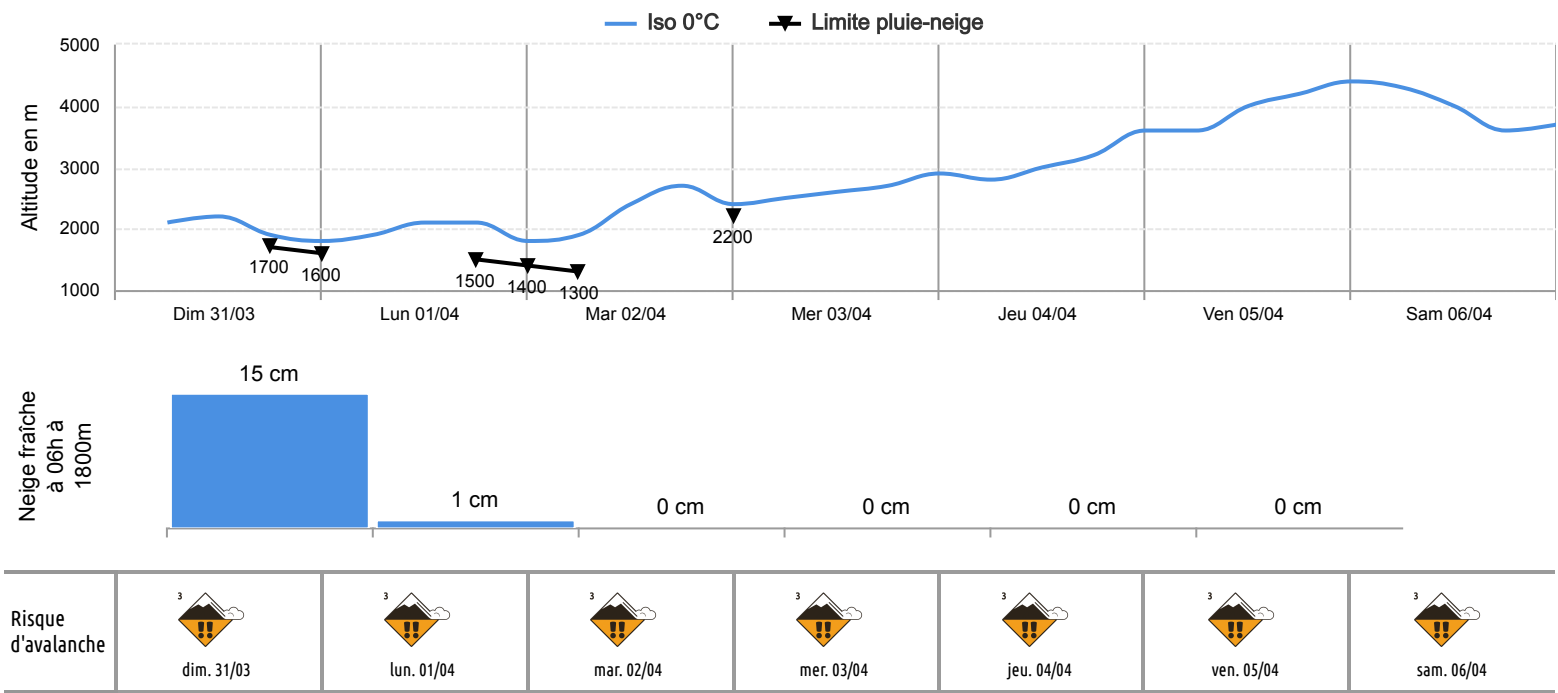 Iso 0°C Limite pluie-neige
Altitude en m
5000
4000
3000
2000
1000
1700
1600
1500
1400
1300
2200
Dim 31/03 Lun 01/04 Mar 02/04 Mer 03/04 Jeu 04/04 Ven 05/04 Sam 06/04
Neige fraîche
à 06h à
1800m
15 cm 1 cm 0 cm 0 cm 0 cm 0 cm
Risque
d'avalanche
3 3 3 3 3 3 3
!! !! !! !! !! !! !!
dim. 31/03 lun. 01/04 mar. 02/04 mer. 03/04 jeu. 04/04 ven. 05/04 sam. 06/04